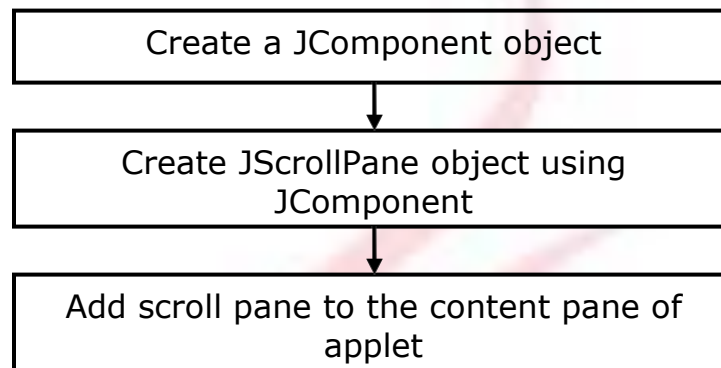 Create a JComponent object
Create JScrollPane object using
JComponent
Add scroll pane to the content pane of
applet